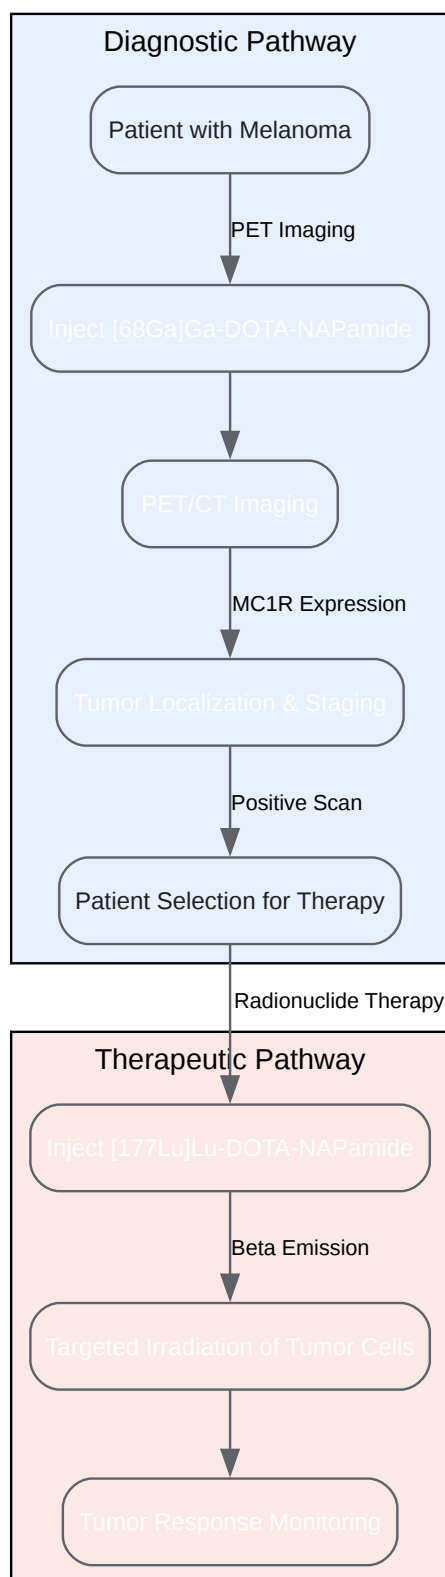 Diagnostic Pathway
Patient with Melanoma
PET Imaging
Inject [68Ga]Ga-DOTA-NAPamide
PET/CT Imaging
MC1R Expression
Tumor Localization & Staging
Positive Scan
Patient Selection for Therapy
Radionuclide Therapy
Therapeutic Pathway
Inject [177Lu]Lu-DOTA-NAPamide
Beta Emission
Targeted Irradiation of Tumor Cells
Tumor Response Monitoring